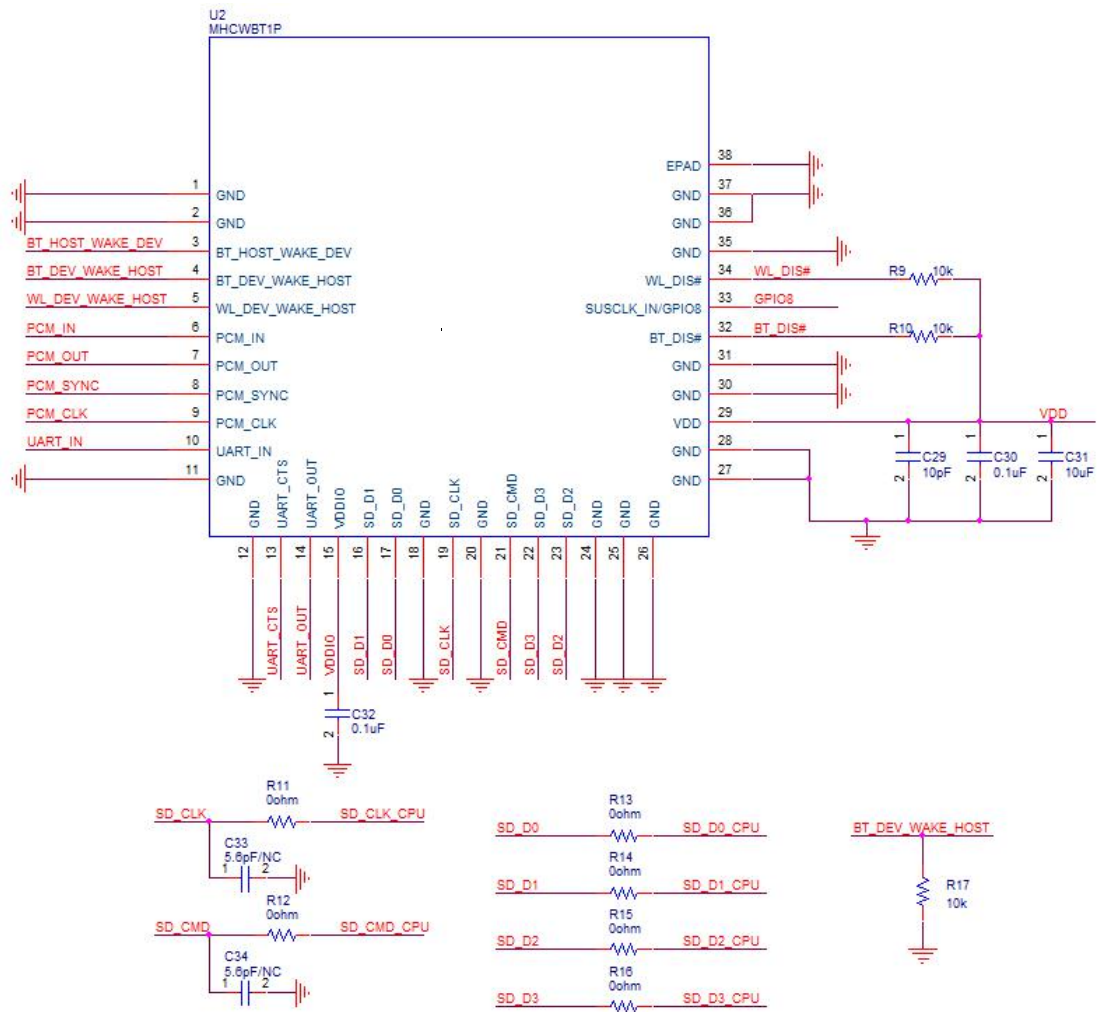 U2
MHCWBT1P
EPAD 38
1 GND
GND 37
2 GND
GND 36
BT_HOST_WAKE_DEV 3 BT_HOST_WAKE_DEV
GND 35
BT_DEV_WAKE_HOST 4 BT_DEV_WAKE_HOST
WL_DIS# 34 WL_DIS# R9 10k
WL_DEV_WAKE_HOST 5 WL_DEV_WAKE_HOST
SUSCLK_IN/GPIO8 33 GPIO8
PCM_IN 6 PCM_IN
BT_DIS# 32 BT_DIS# R10 10k
PCM_OUT 7 PCM_OUT
GND 31
PCM_SYNC 8 PCM_SYNC
GND 30
PCM_CLK 9 PCM_CLK
VDD 29 VDD
UART_IN 10 UART_IN
GND 28
11 GND
GND 27
1 C29 10pF 2
1 C30 0.1uF 2
1 C31 10uF 2
GND 12
UART_CTS 13 UART_CTS
UART_OUT 14 UART_OUT
VDDIO 15 VDDIO
SD_D1 16 SD_D1
SD_D0 17 SD_D0
GND 18
SD_CLK 19 SD_CLK
GND 20
SD_CMD 21 SD_CMD
SD_D3 22 SD_D3
SD_D2 23 SD_D2
GND 24
GND 25
GND 26
1 C32
2 0.1uF
R11
0ohm
SD_CLK SD_CLK_CPU
C33
5.6pF/NC
1 2
R12
0ohm
SD_CMD SD_CMD_CPU
C34
5.6pF/NC
1 2
R13
0ohm
SD_D0 SD_D0_CPU
R14
0ohm
SD_D1 SD_D1_CPU
R15
0ohm
SD_D2 SD_D2_CPU
R16
0ohm
SD_D3 SD_D3_CPU
BT_DEV_WAKE_HOST
R17
10k